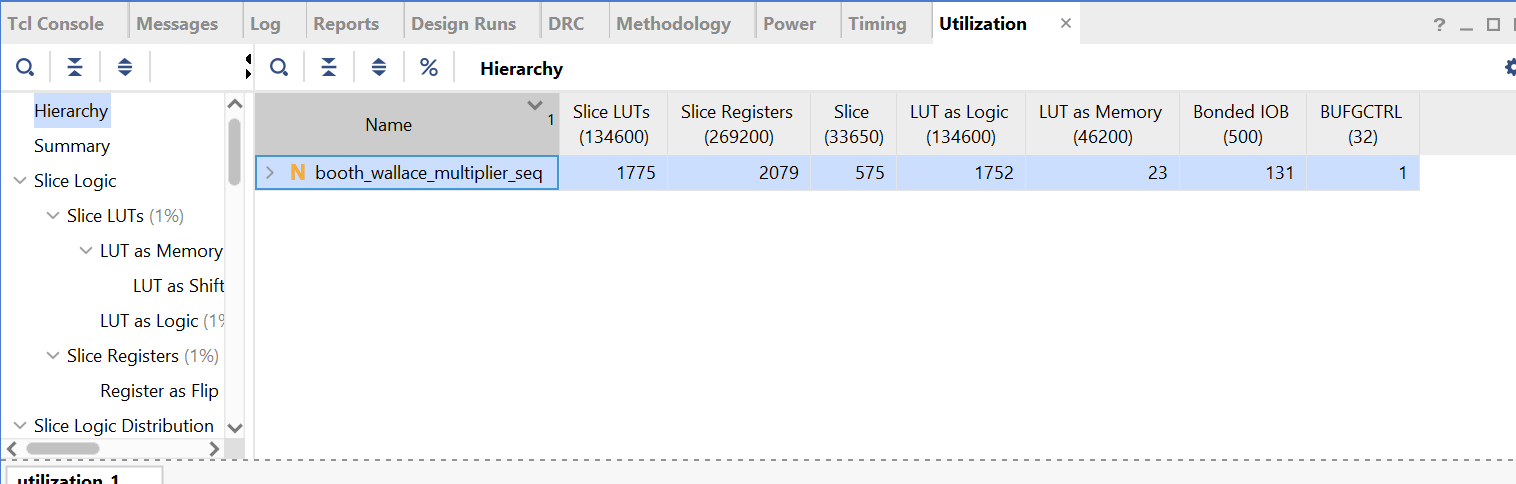 Tcl Console Messages Log Reports Design Runs DRC Methodology Power Timing Utilization × ? _
% Hierarchy
Hierarchy
Summary
Slice Logic
Slice LUTs (1%)
LUT as Memory
LUT as Shift
LUT as Logic (1%
Slice Registers (1%)
Register as Flip
Slice Logic Distribution
Name 1 Slice LUTs Slice Registers Slice LUT as Logic LUT as Memory Bonded IOB BUFGCTRL
(134600) (269200) (33650) (134600) (46200) (500) (32)
N booth_wallace_multiplier_seq 1775 2079 575 1752 23 131 1
utilization_1